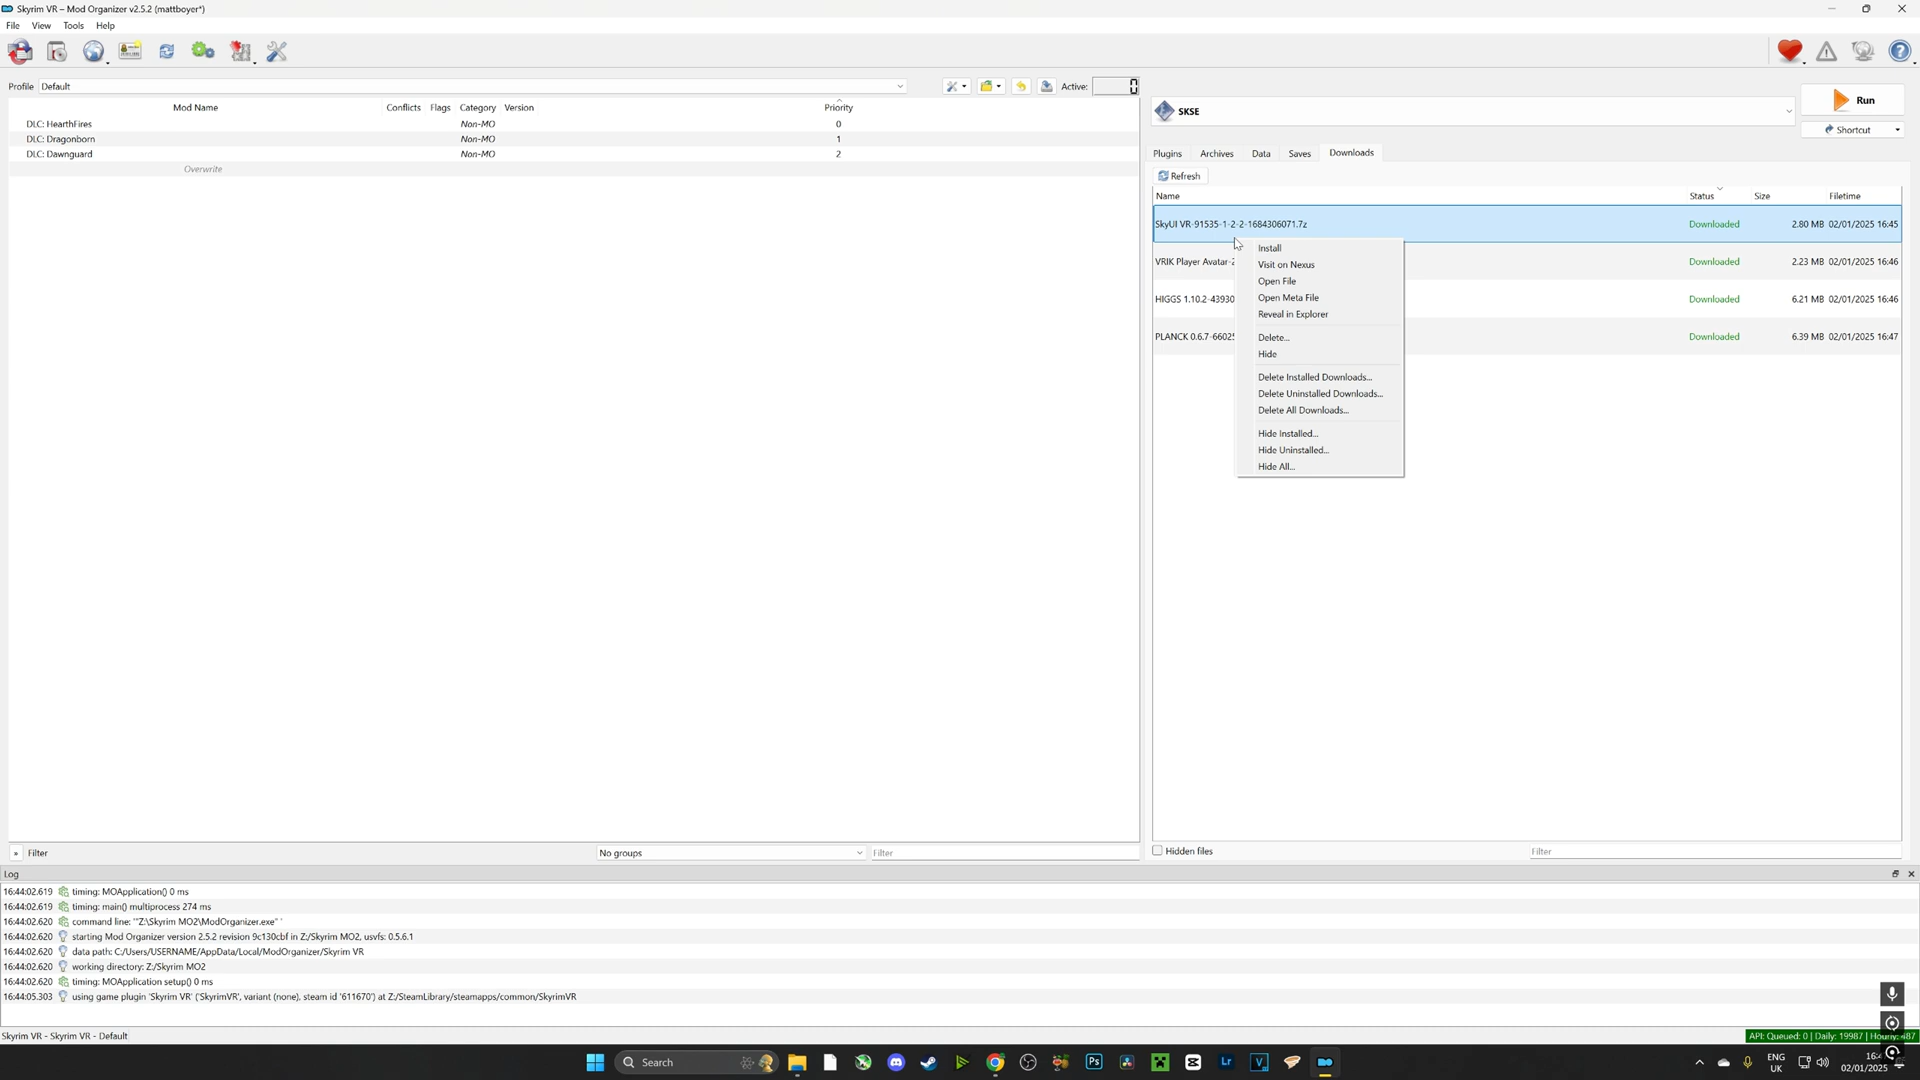 Skyrim VR – Mod Organizer v2.5.2 (mattboyer*)
File View Tools Help
Profile Default
Active: 0
Mod Name Conflicts Flags Category Version Priority
DLC: HearthFires Non-MO 0
DLC: Dragonborn Non-MO 1
DLC: Dawnguard Non-MO 2
Overwrite
SKSE
Run
Shortcut
Plugins Archives Data Saves Downloads
Refresh
Name Status Size Filetime
SkyUI VR-91535-1-2-2-1684306071.7z Downloaded 2.80 MB 02/01/2025 16:45
VRIK Player Avatar-2 Downloaded 2.23 MB 02/01/2025 16:46
HIGGS 1.10.2-43930 Downloaded 6.21 MB 02/01/2025 16:46
PLANCK 0.6.7-66025 Downloaded 6.39 MB 02/01/2025 16:47
Install
Visit on Nexus
Open File
Open Meta File
Reveal in Explorer
Delete...
Hide
Delete Installed Downloads...
Delete Uninstalled Downloads...
Delete All Downloads...
Hide Installed...
Hide Uninstalled...
Hide All...
» Filter No groups Filter
Hidden files Filter
Log
16:44:02.619 timing: MOApplication() 0 ms
16:44:02.619 timing: main() multiprocess 274 ms
16:44:02.620 command line: '"Z:\Skyrim MO2\ModOrganizer.exe" '
16:44:02.620 starting Mod Organizer version 2.5.2 revision 9c130cbf in Z:/Skyrim MO2, usvfs: 0.5.6.1
16:44:02.620 data path: C:/Users/USERNAME/AppData/Local/ModOrganizer/Skyrim VR
16:44:02.620 working directory: Z:/Skyrim MO2
16:44:02.620 timing: MOApplication setup() 0 ms
16:44:05.303 using game plugin 'Skyrim VR' ('SkyrimVR', variant (none), steam id '611670') at Z:/SteamLibrary/steamapps/common/SkyrimVR
Skyrim VR - Skyrim VR - Default
API: Queued: 0 | Daily: 19987 | Hourly: 487
Search
Ps
Lr
V
ENG
UK
16:4
02/01/2025